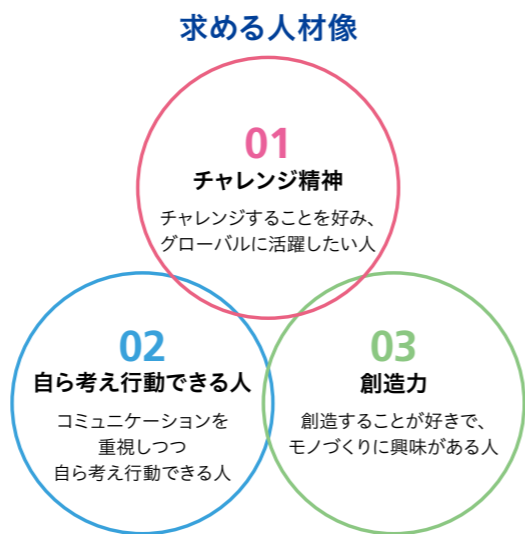 求める人材像
01
チャレンジ精神
チャレンジすることを好み、
グローバルに活躍したい人
02
自ら考え行動できる人
コミュニケーションを
重視しつつ
自ら考え行動できる人
03
創造力
創造することが好きで、
モノづくりに興味がある人